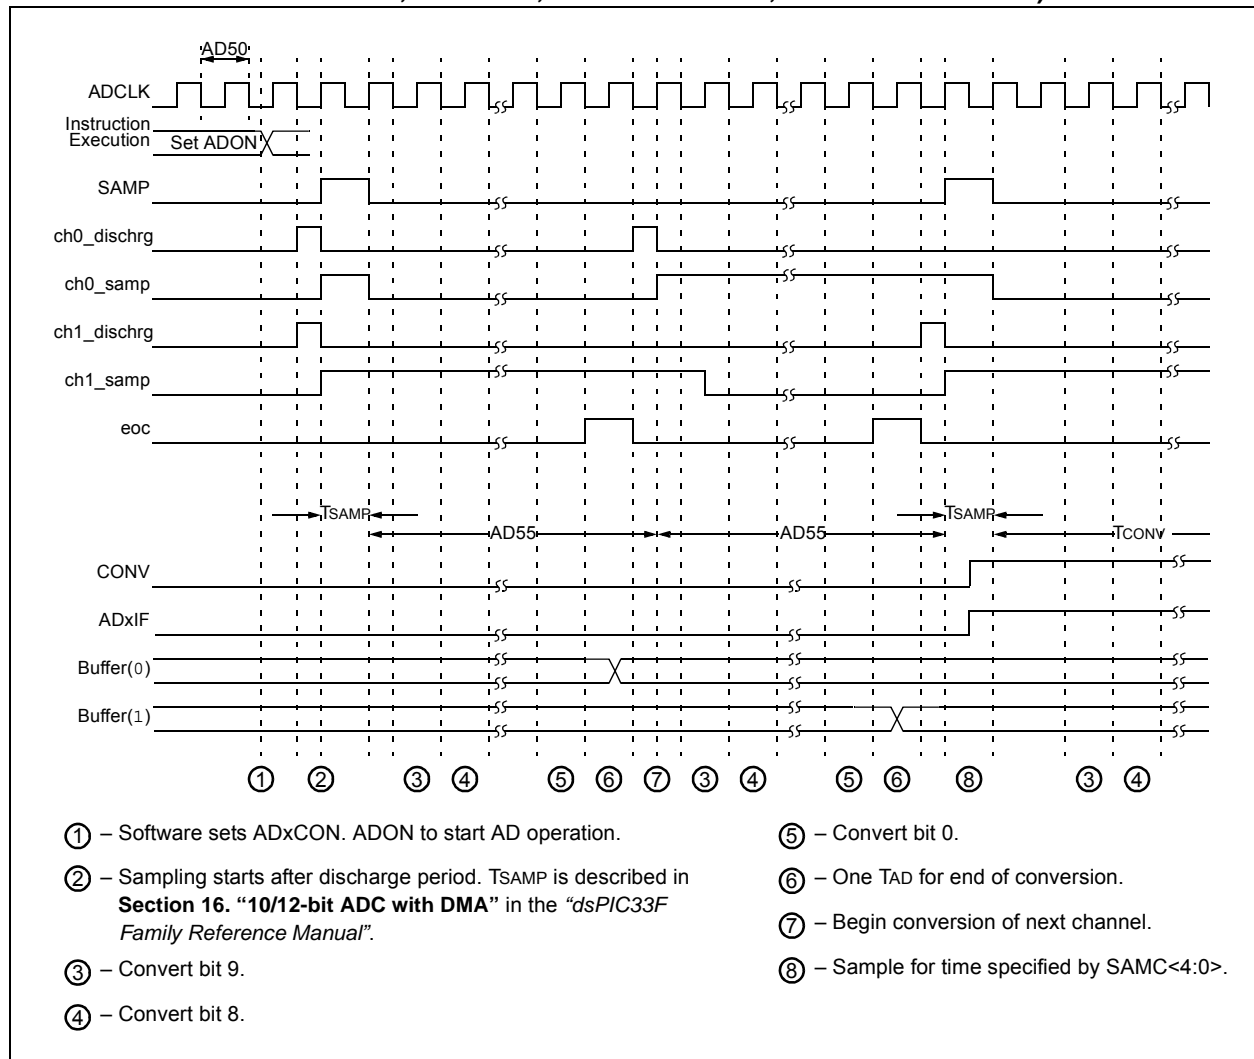 AD50
ADCLK
Instruction
Execution
Set ADON
SAMP
ch0_dischrg
ch0_samp
ch1_dischrg
ch1_samp
eoc
TSAMP
TSAMP
AD55
AD55
TCONV
CONV
ADxIF
Buffer(0)
Buffer(1)
1 2 3 4 5 6 7 3 4 5 6 8 3 4
1 – Software sets ADxCON. ADON to start AD operation.
2 – Sampling starts after discharge period. TSAMP is described in
Section 16. “10/12-bit ADC with DMA” in the “dsPIC33F
Family Reference Manual”.
3 – Convert bit 9.
4 – Convert bit 8.
5 – Convert bit 0.
6 – One TAD for end of conversion.
7 – Begin conversion of next channel.
8 – Sample for time specified by SAMC<4:0>.